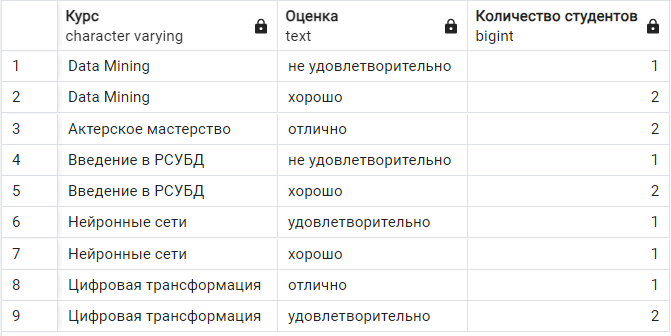 Курс Оценка Количество студентов
character varying text bigint
1 Data Mining не удовлетворительно 1
2 Data Mining хорошо 2
3 Актерское мастерство отлично 2
4 Введение в РСУБД не удовлетворительно 1
5 Введение в РСУБД хорошо 2
6 Нейронные сети удовлетворительно 1
7 Нейронные сети хорошо 1
8 Цифровая трансформация отлично 1
9 Цифровая трансформация удовлетворительно 2